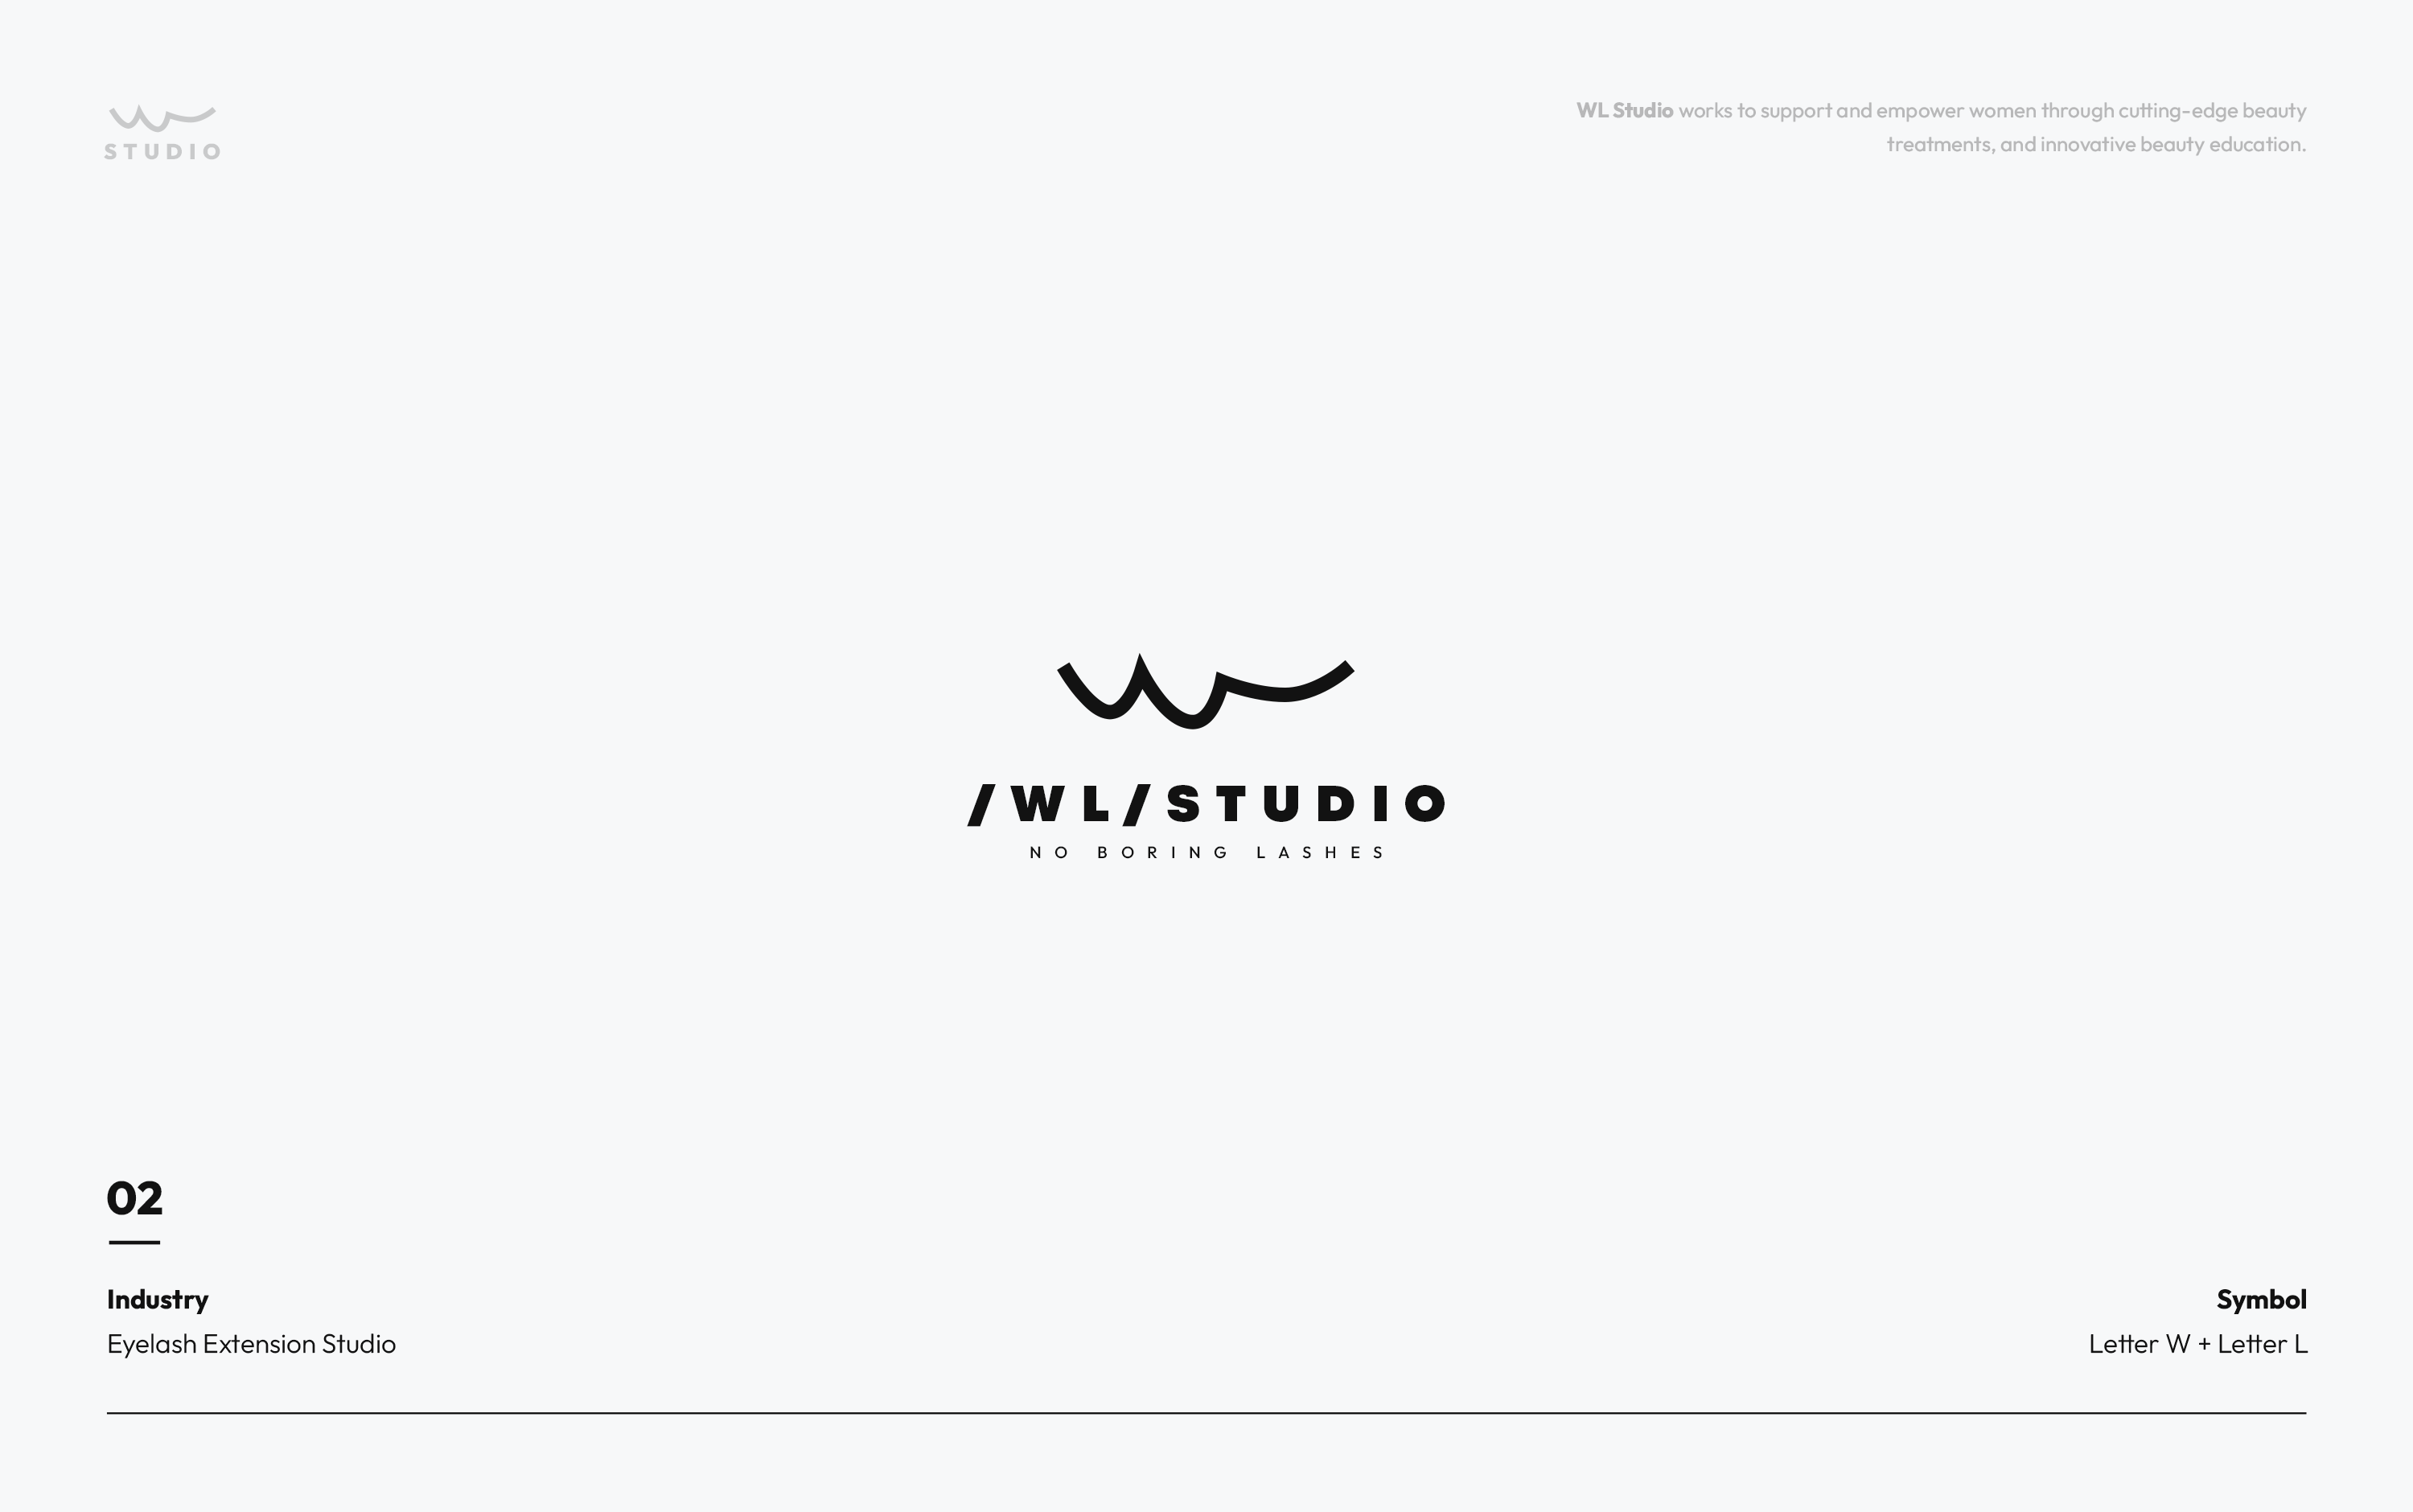 STUDIO
WL Studio works to support and empower women through cutting-edge beauty
treatments, and innovative beauty education.
/WL/STUDIO
NO BORING LASHES
02
Industry
Eyelash Extension Studio
Symbol
Letter W + Letter L